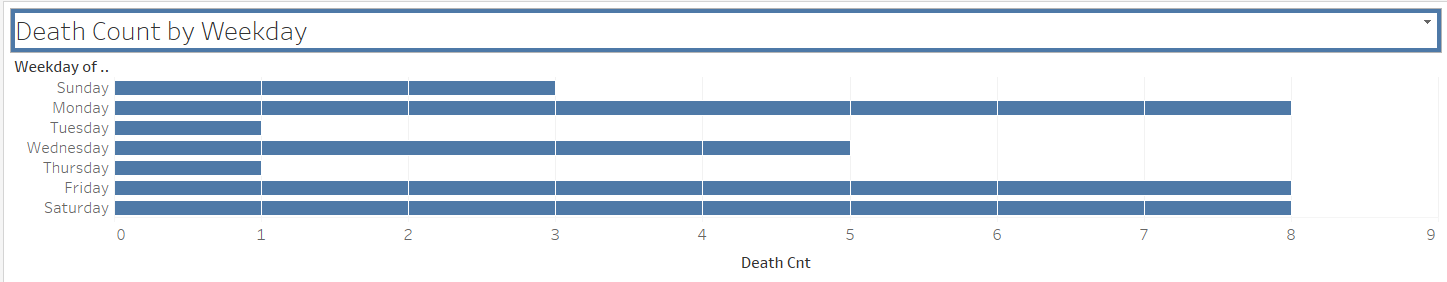 Death Count by Weekday
Weekday of ..
Sunday
Monday
Tuesday
Wednesday
Thursday
Friday
Saturday
0 1 2 3 4 5 6 7 8 9
Death Cnt